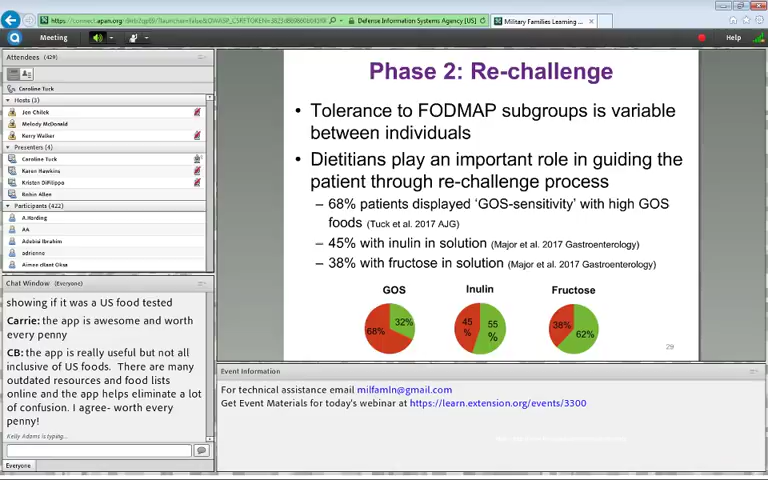 Defense Information Systems Agency [US]
Military Families Learning ...
Meeting
Help
Attendees (429)
Caroline Tuck
Hosts (3)
Jen Chilek
Melody McDonald
Kerry Walker
Presenters (4)
Caroline Tuck
Karen Hawkins
Kristen DiFilippo
Robin Allen
Participants (422)
A.Harding
AA
Adebisi Ibrahim
adrienne
Chat Window (Everyone)
showing if it was a US food tested
Carrie: the app is awesome and worth
every penny
CB: the app is really useful but not all
inclusive of US foods. There are many
outdated resources and food lists
online and the app helps eliminate a lot
of confusion. I agree- worth every
penny!
Kelly Adams is typing...
Everyone
Phase 2: Re-challenge
• Tolerance to FODMAP subgroups is variable
between individuals
• Dietitians play an important role in guiding the
patient through re-challenge process
– 68% patients displayed ‘GOS-sensitivity’ with high GOS
foods (Tuck et al. 2017 AJG)
– 45% with inulin in solution (Major et al. 2017 Gastroenterology)
– 38% with fructose in solution (Major et al. 2017 Gastroenterology)
GOS
Inulin
Fructose
68%
32%
45
%
55
%
38%
62%
29
Event Information
For technical assistance email milfamln@gmail.com
Get Event Materials for today's webinar at https://learn.extension.org/events/3300